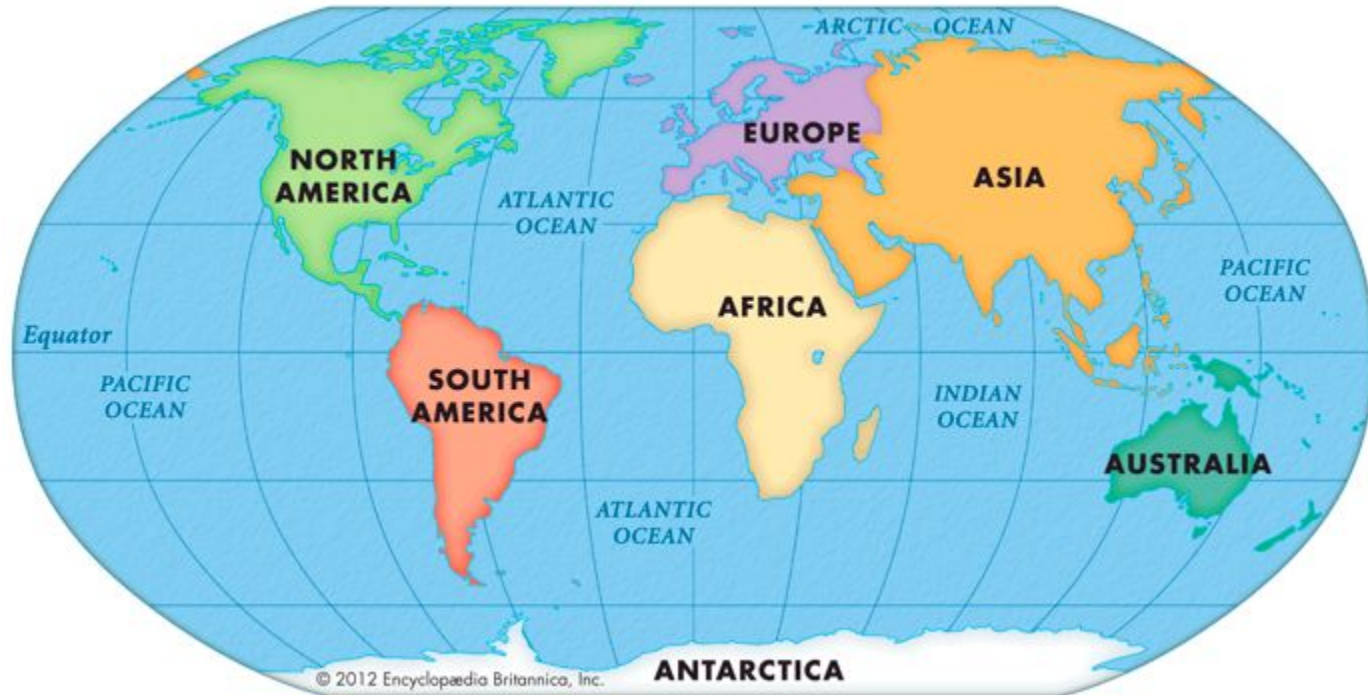 ARCTIC OCEAN
NORTH
AMERICA
EUROPE
ASIA
ATLANTIC
OCEAN
PACIFIC
OCEAN
AFRICA
Equator
PACIFIC
OCEAN
SOUTH
AMERICA
INDIAN
OCEAN
AUSTRALIA
ATLANTIC
OCEAN
ANTARCTICA
© 2012 Encyclopædia Britannica, Inc.